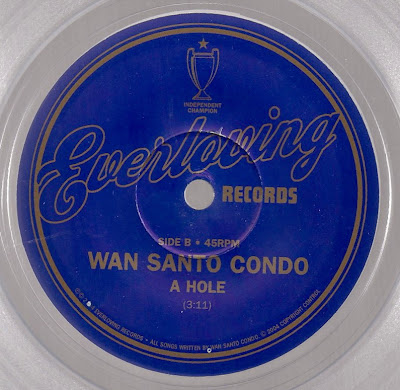 INDEPENDENT
CHAMPION
Everloving
RECORDS
SIDE B • 45RPM
WAN SANTO CONDO
A HOLE
(3:11)
EVERLOVING RECORDS • ALL SONGS WRITTEN BY WAN SANTO CONDO. © 2004 COPYRIGHT CONTROL